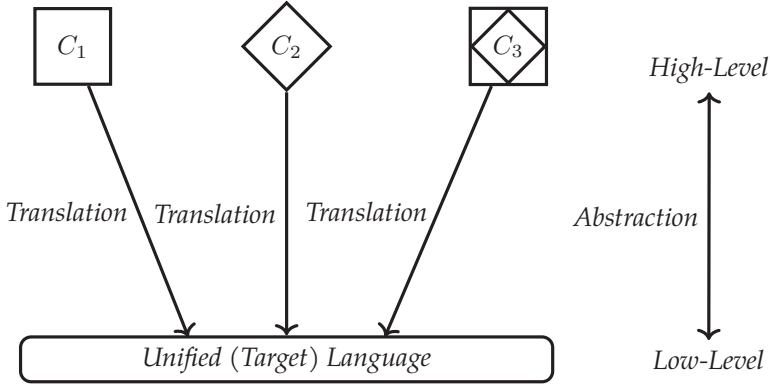 C₁
C₂
C₃
High-Level
Translation
Translation
Translation
Abstraction
Unified (Target) Language
Low-Level